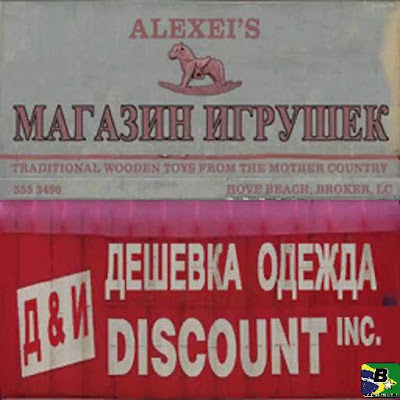 ALEXEI'S
МАГАЗИН ИГРУШЕК
TRADITIONAL WOODEN TOYS FROM THE MOTHER COUNTRY
555 3490 HOVE BEACH, BROKER, LC
Д & И
ДЕШЕВКА ОДЕЖДА
DISCOUNT INC.
B